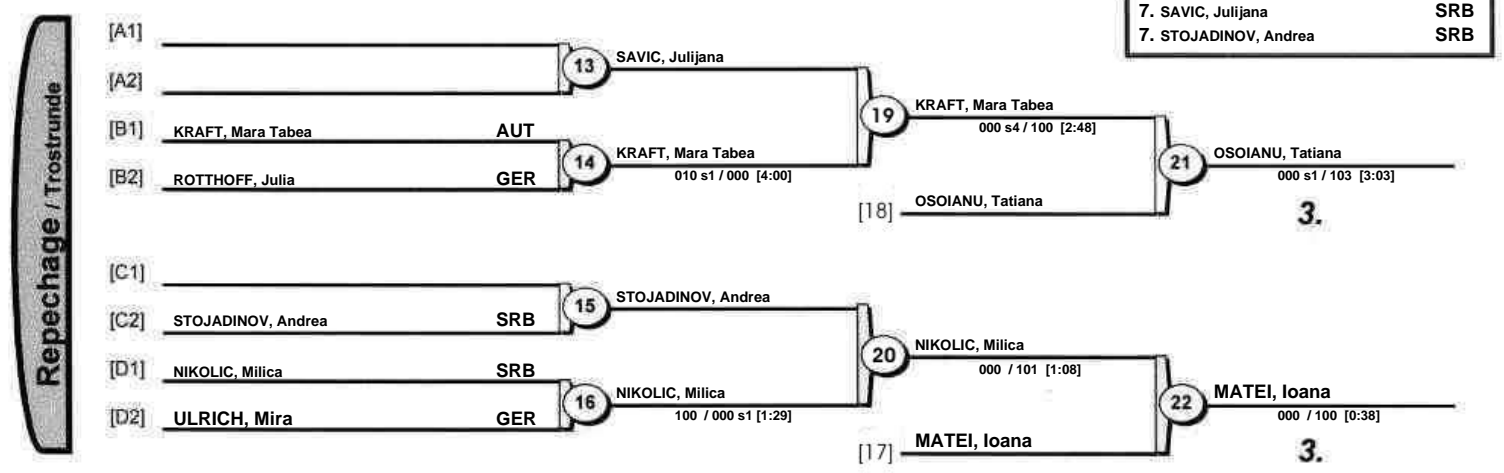 7. SAVIC, Julijana SRB
7. STOJADINOV, Andrea SRB
Repechage / Trostrunde
[A1]
13 SAVIC, Julijana
[A2]
19 KRAFT, Mara Tabea
000 s4 / 100 [2:48]
[B1] KRAFT, Mara Tabea AUT
14 KRAFT, Mara Tabea
010 s1 / 000 [4:00]
21 OSOIANU, Tatiana
000 s1 / 103 [3:03]
[B2] ROTTHOFF, Julia GER
[18] OSOIANU, Tatiana
3.
[C1]
15 STOJADINOV, Andrea
[C2] STOJADINOV, Andrea SRB
20 NIKOLIC, Milica
000 / 101 [1:08]
[D1] NIKOLIC, Milica SRB
16 NIKOLIC, Milica
100 / 000 s1 [1:29]
22 MATEI, Ioana
000 / 100 [0:38]
[D2] ULRICH, Mira GER
[17] MATEI, Ioana
3.